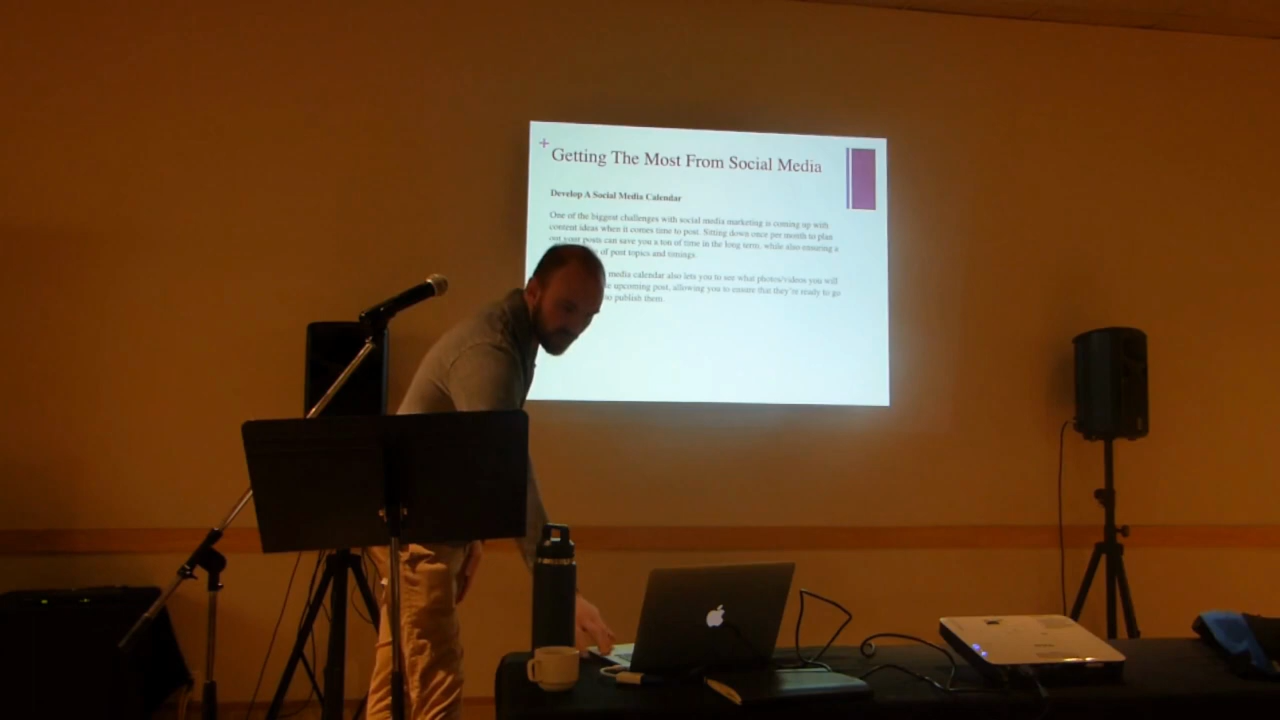 +
Getting The Most From Social Media
Develop A Social Media Calendar
One of the biggest challenges with social media marketing is coming up with
content ideas when it comes time to post. Sitting down once per month to plan
out your posts can save you a ton of time in the long term, while also ensuring a
of post topics and timings.
media calendar also lets you to see what photos/videos you will
upcoming post, allowing you to ensure that they're ready to go
to publish them